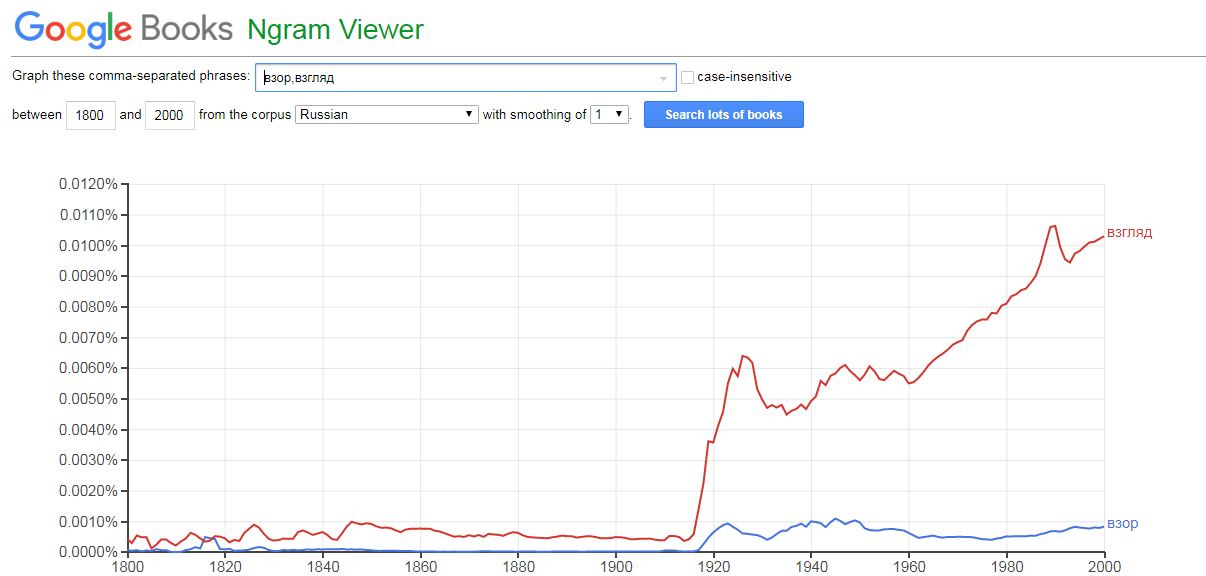 Google Books Ngram Viewer
Graph these comma-separated phrases: взор,взгляд case-insensitive
between 1800 and 2000 from the corpus Russian with smoothing of 1 . Search lots of books
0.0120%
0.0110%
0.0100%
взгляд
0.0090%
0.0080%
0.0070%
0.0060%
0.0050%
0.0040%
0.0030%
0.0020%
0.0010%
взор
0.0000%
1800 1820 1840 1860 1880 1900 1920 1940 1960 1980 2000